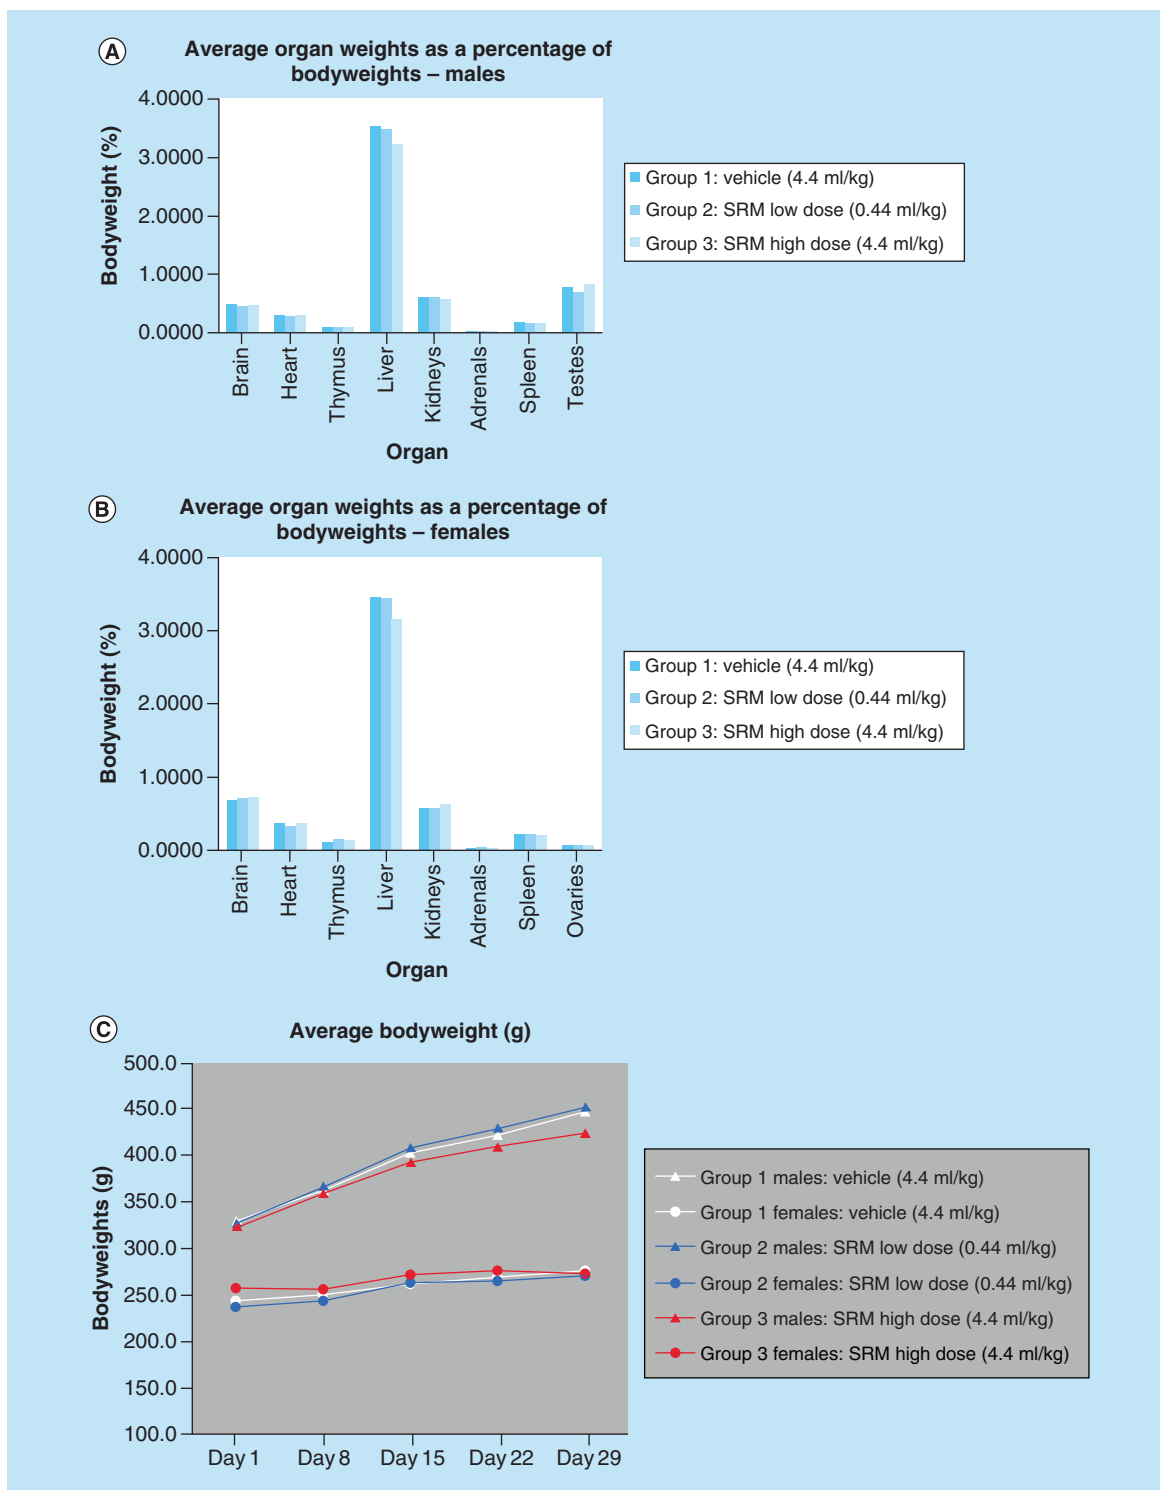 A
Average organ weights as a percentage of
bodyweights – males
4.0000
3.0000
2.0000
1.0000
0.0000
Bodyweight (%)
Brain
Heart
Thymus
Liver
Kidneys
Adrenals
Spleen
Testes
Organ
Group 1: vehicle (4.4 ml/kg)
Group 2: SRM low dose (0.44 ml/kg)
Group 3: SRM high dose (4.4 ml/kg)
B
Average organ weights as a percentage of
bodyweights – females
4.0000
3.0000
2.0000
1.0000
0.0000
Bodyweight (%)
Brain
Heart
Thymus
Liver
Kidneys
Adrenals
Spleen
Ovaries
Organ
Group 1: vehicle (4.4 ml/kg)
Group 2: SRM low dose (0.44 ml/kg)
Group 3: SRM high dose (4.4 ml/kg)
C
Average bodyweight (g)
500.0
450.0
400.0
350.0
300.0
250.0
200.0
150.0
100.0
Bodyweights (g)
Day 1
Day 8
Day 15
Day 22
Day 29
Group 1 males: vehicle (4.4 ml/kg)
Group 1 females: vehicle (4.4 ml/kg)
Group 2 males: SRM low dose (0.44 ml/kg)
Group 2 females: SRM low dose (0.44 ml/kg)
Group 3 males: SRM high dose (4.4 ml/kg)
Group 3 females: SRM high dose (4.4 ml/kg)